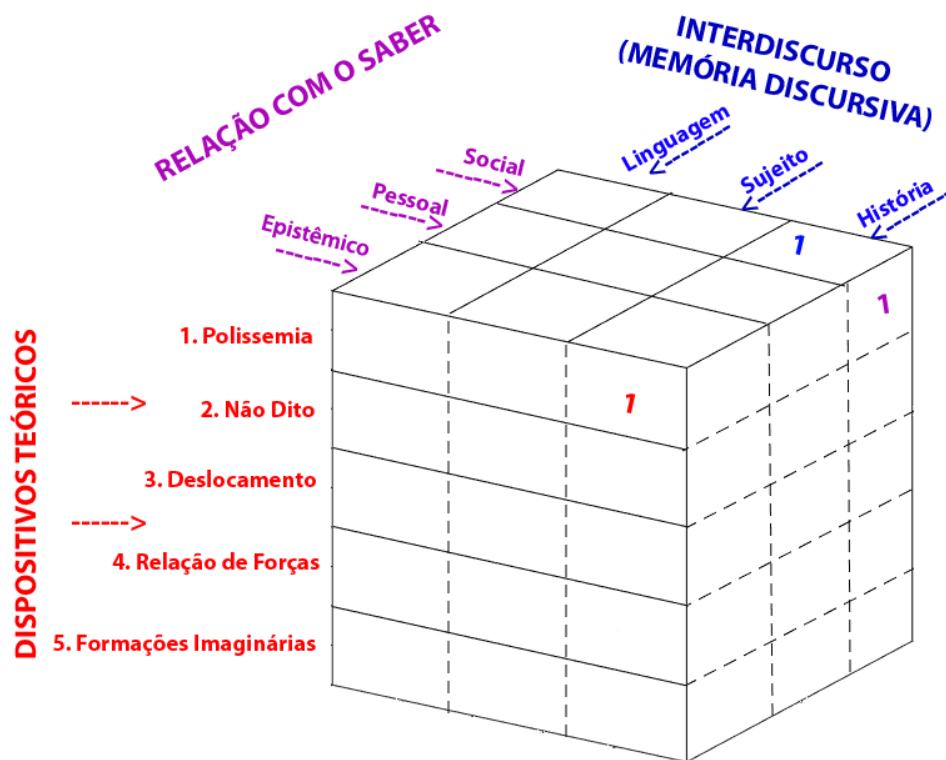 RELAÇÃO COM O SABER
INTERDISCURSO
(MEMÓRIA DISCURSIVA)
Social
Pessoal
Epistêmico
Linguagem
Sujeito
História
1
1
1
DISPOSITIVOS TEÓRICOS
1. Polissemia
2. Não Dito
3. Deslocamento
4. Relação de Forças
5. Formações Imaginárias